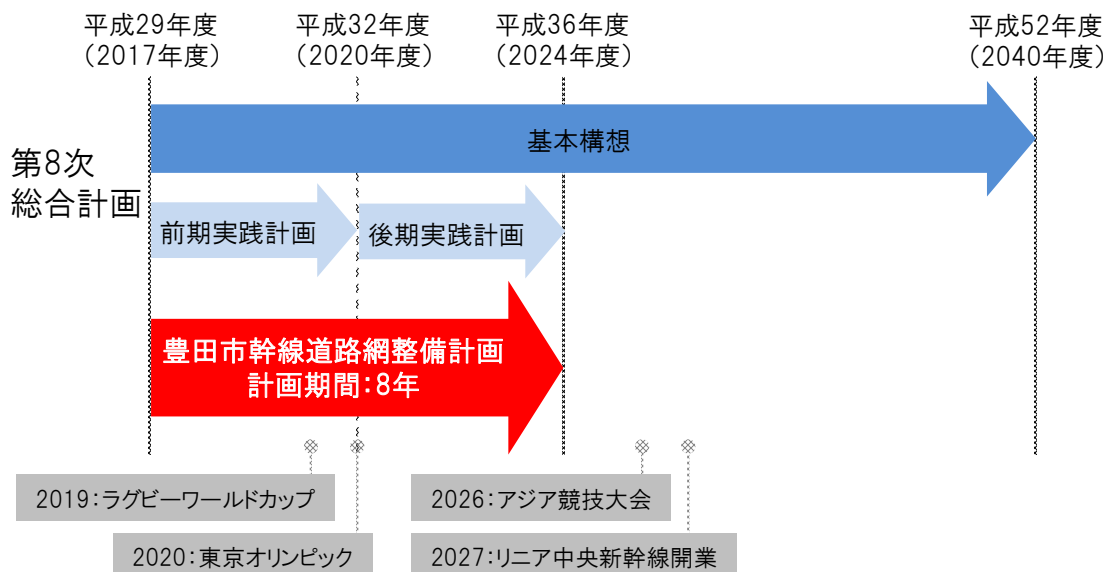 平成29年度
(2017年度)
平成32年度
(2020年度)
平成36年度
(2024年度)
平成52年度
(2040年度)
第8次
総合計画
基本構想
前期実践計画
後期実践計画
豊田市幹線道路網整備計画
計画期間:8年
2019:ラグビーワールドカップ
2026:アジア競技大会
2020:東京オリンピック
2027:リニア中央新幹線開業